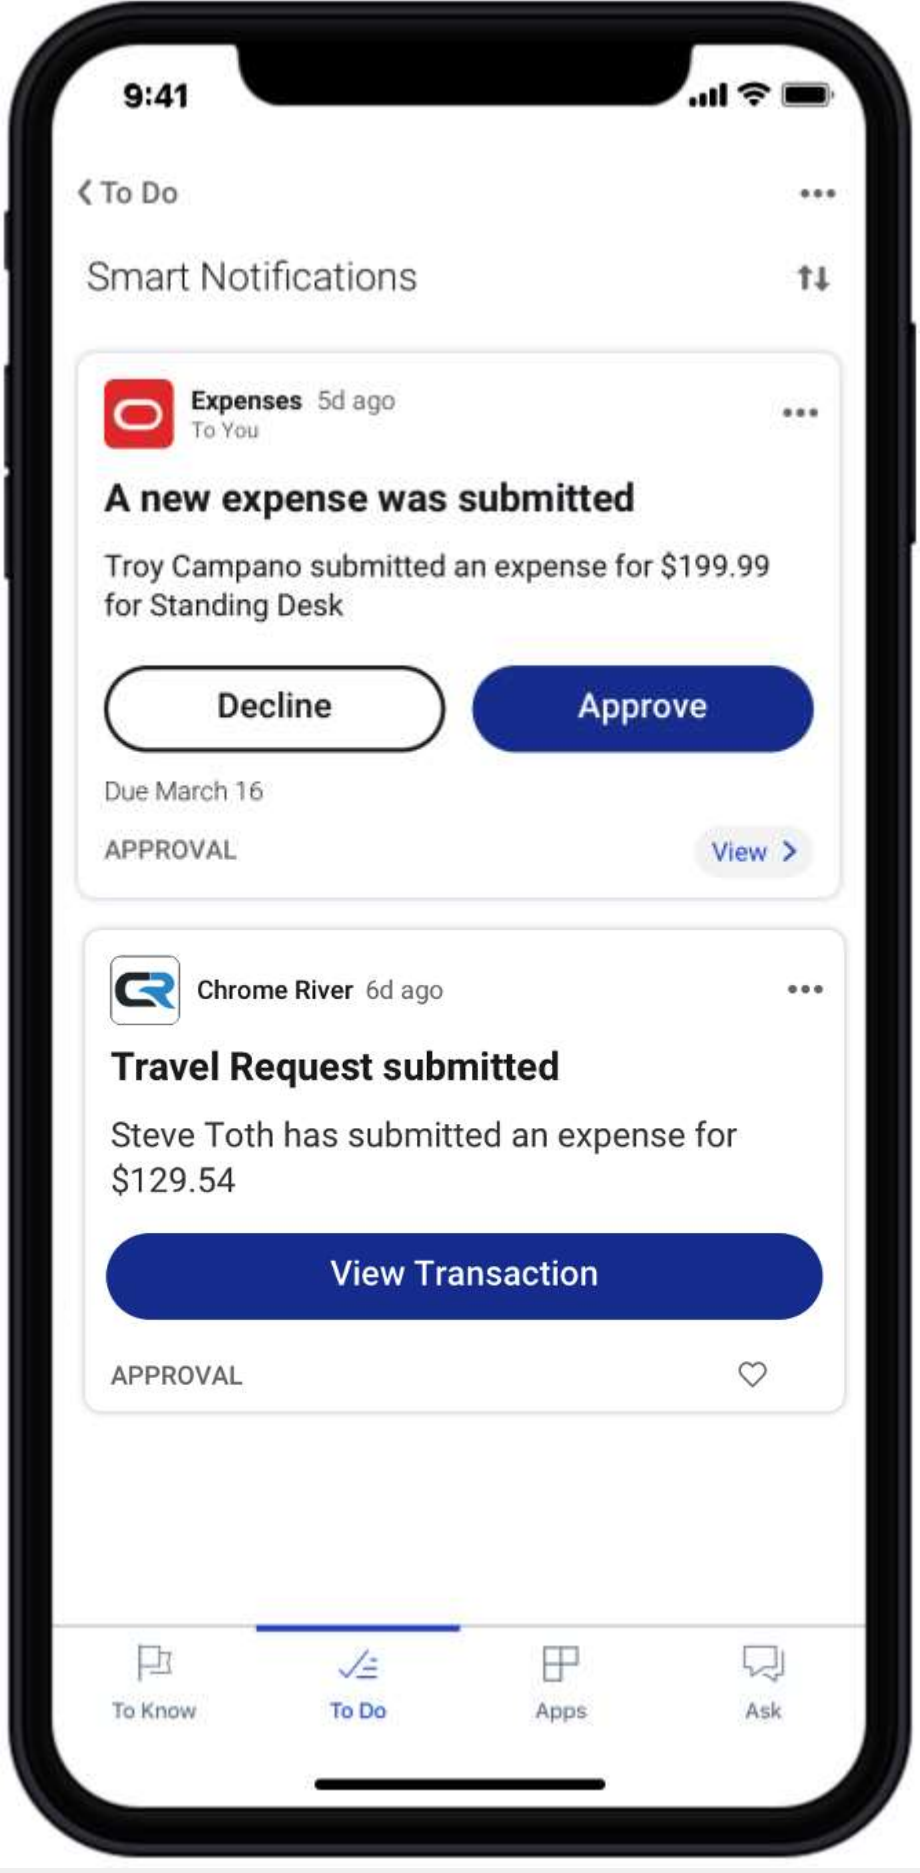 9:41
To Do
Smart Notifications
Expenses 5d ago
To You
A new expense was submitted
Troy Campano submitted an expense for $199.99
for Standing Desk
Decline Approve
Due March 16
APPROVAL View
CR Chrome River 6d ago
Travel Request submitted
Steve Toth has submitted an expense for
$129.54
View Transaction
APPROVAL
To Know To Do Apps Ask